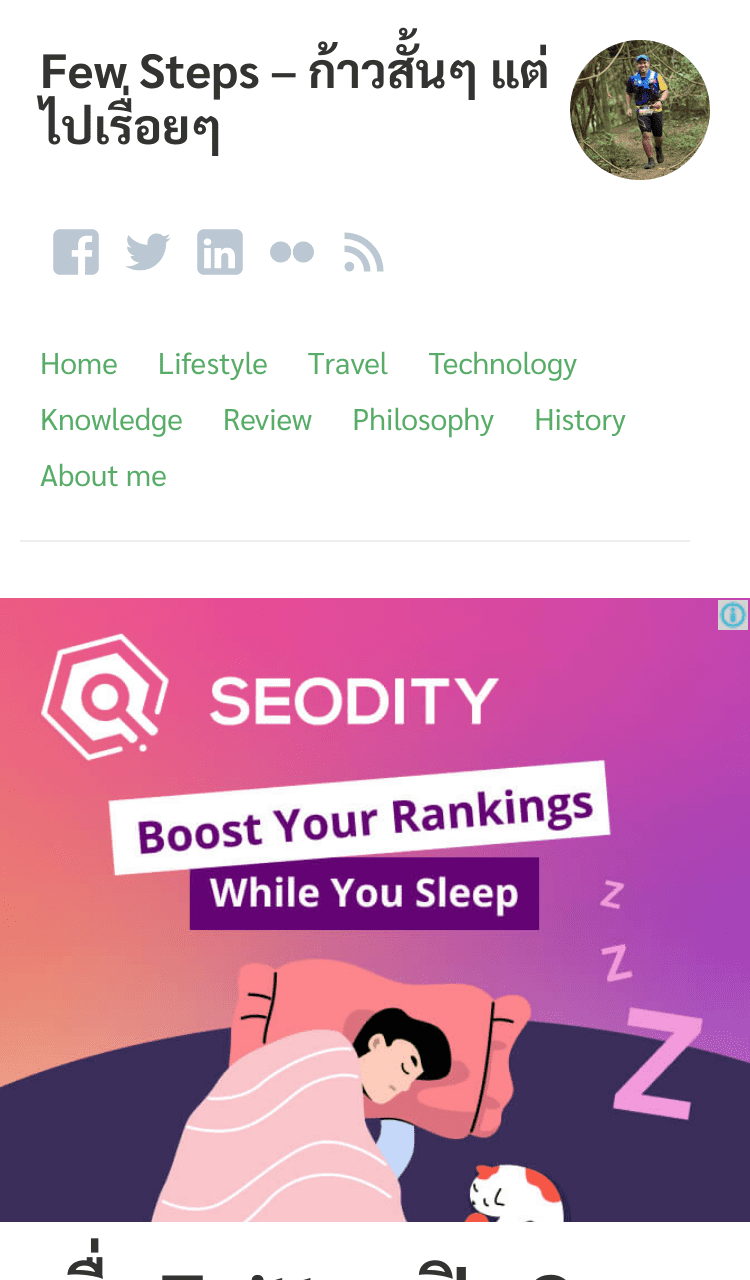 Few Steps – ก้าวสั้นๆ แต่
ไปเรื่อยๆ
Home Lifestyle Travel Technology
Knowledge Review Philosophy History
About me
SEODITY
Boost Your Rankings
While You Sleep
Z
Z
Z